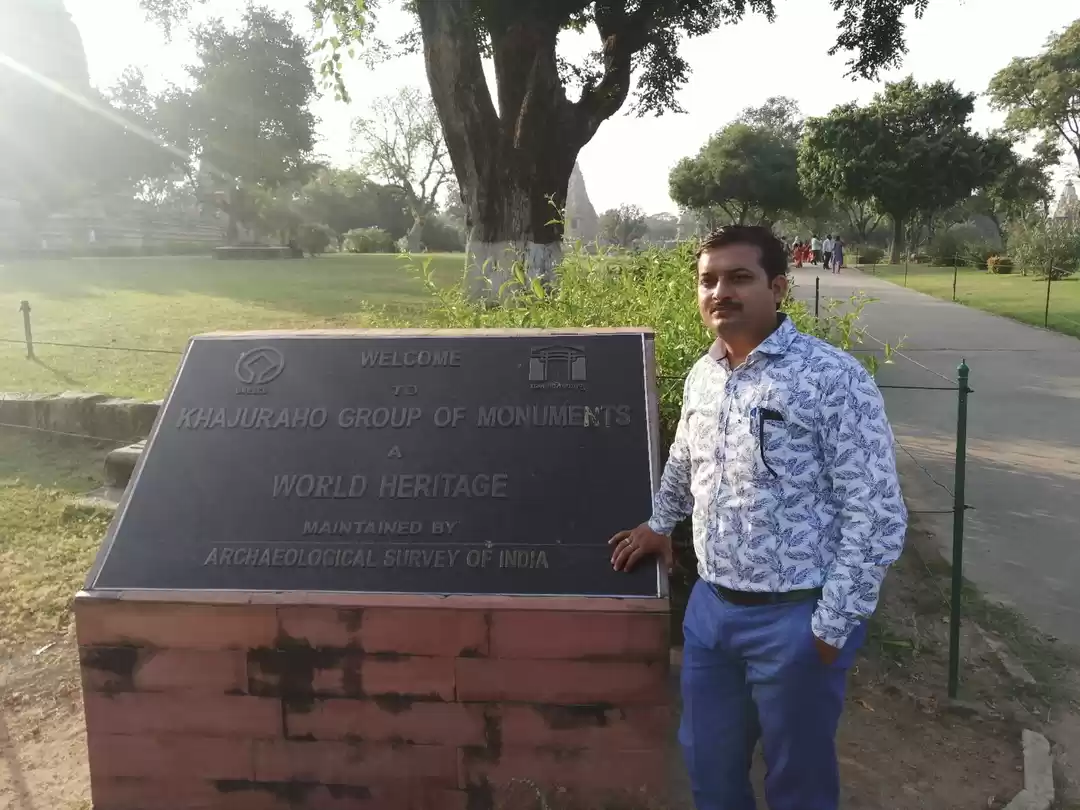 WELCOME
TO
KHAJURAHO GROUP OF MONUMENTS
A
WORLD HERITAGE
MAINTAINED BY
ARCHAEOLOGICAL SURVEY OF INDIA